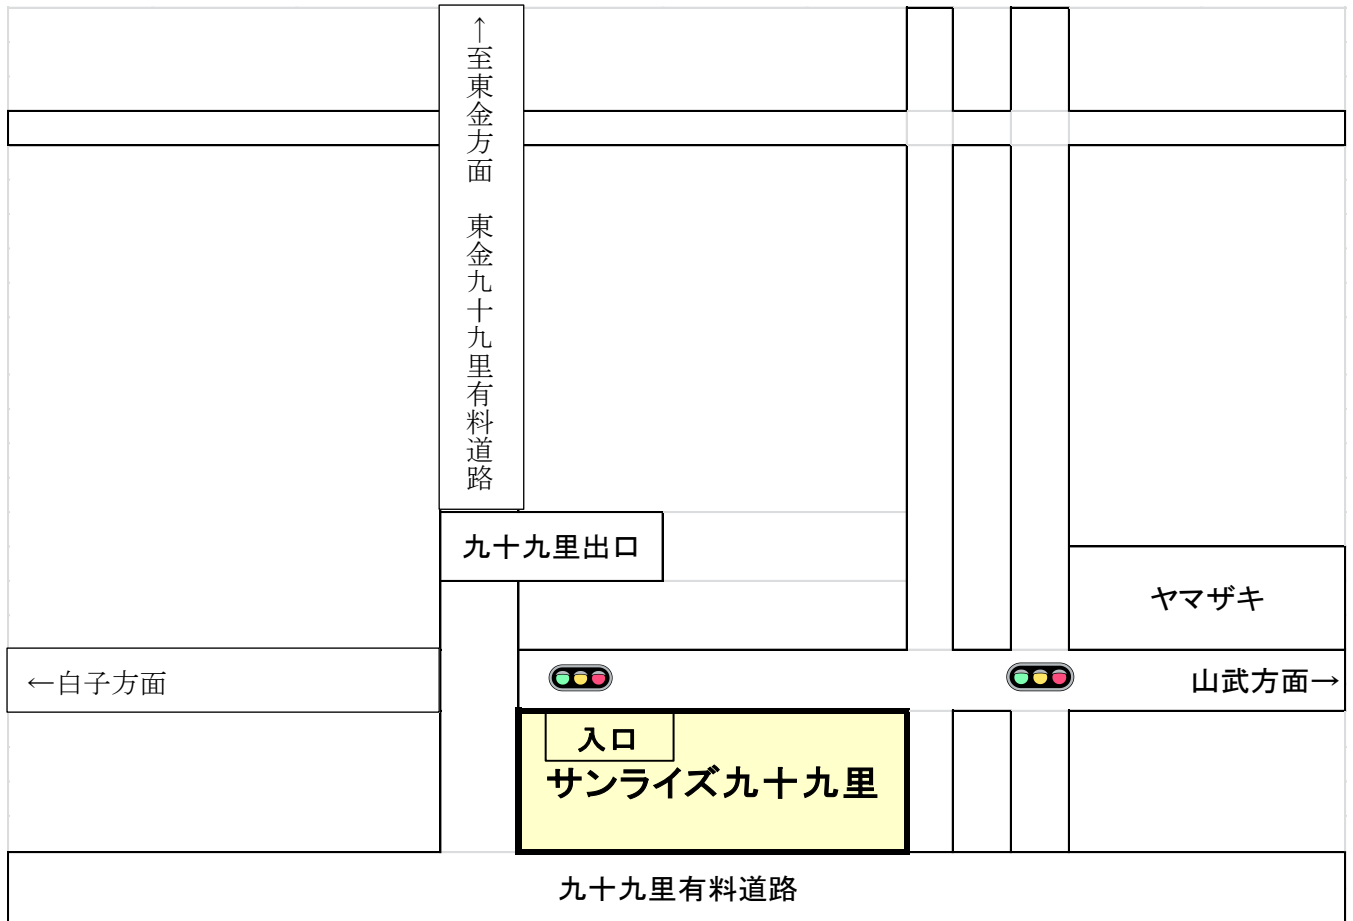 ↑至東金方面　東金九十九里有料道路
九十九里出口
ヤマザキ
←白子方面
山武方面→
入口
サンライズ九十九里
九十九里有料道路